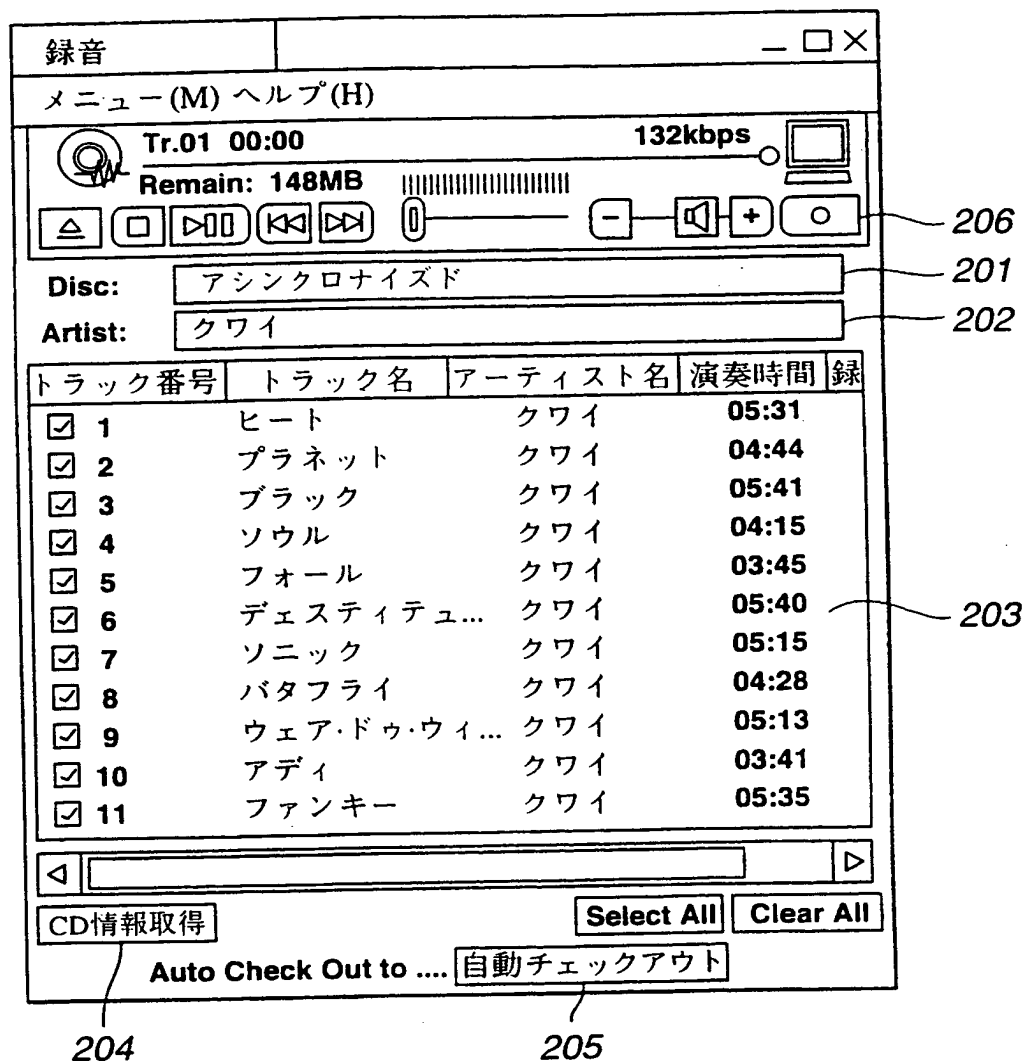 録音
メニュー(M) ヘルプ(H)
Tr.01 00:00 132kbps
Remain: 148MB
206
Disc: アシンクロナイズド 201
Artist: クワイ 202
トラック番号 トラック名 アーティスト名 演奏時間 録
1 ヒート クワイ 05:31
2 プラネット クワイ 04:44
3 ブラック クワイ 05:41
4 ソウル クワイ 04:15
5 フォール クワイ 03:45
6 デェスティテュ... クワイ 05:40 203
7 ソニック クワイ 05:15
8 バタフライ クワイ 04:28
9 ウェア·ドゥ·ウィ... クワイ 05:13
10 アディ クワイ 03:41
11 ファンキー クワイ 05:35
CD情報取得 Select All Clear All
Auto Check Out to .... 自動チェックアウト
204 205